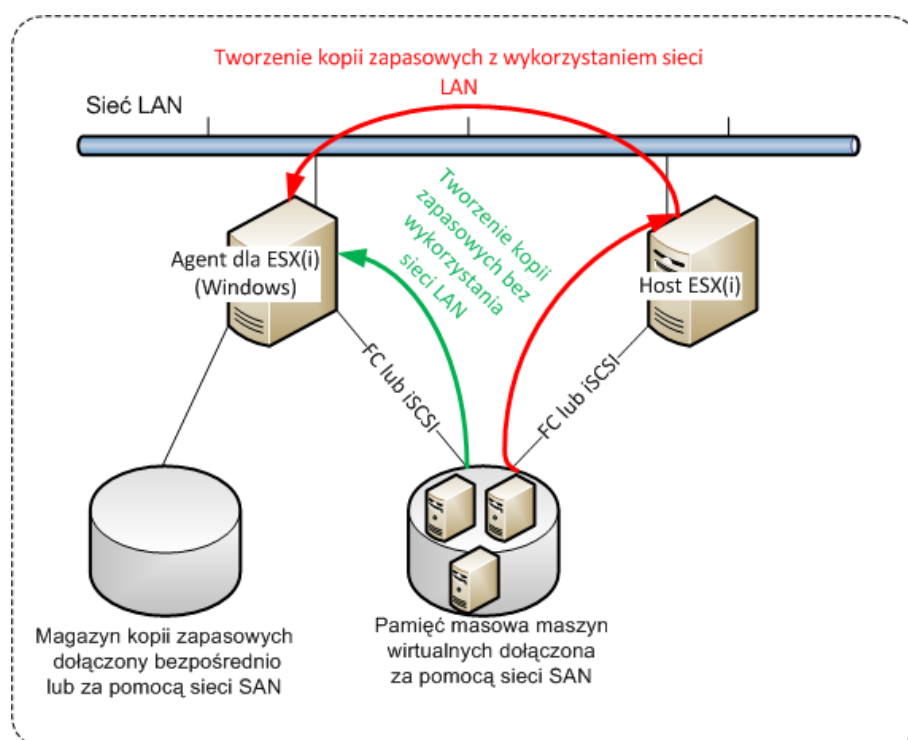 Tworzenie kopii zapasowych z wykorzystaniem sieci
LAN
Sieć LAN
Tworzenie kopii
zapasowych bez
wykorzystania
sieci LAN
Agent dla ESX(i)
(Windows)
Host ESX(i)
FC lub iSCSI
FC lub iSCSI
Magazyn kopii zapasowych
dołączony bezpośrednio
lub za pomocą sieci SAN
Pamięć masowa maszyn
wirtualnych dołączona
za pomocą sieci SAN